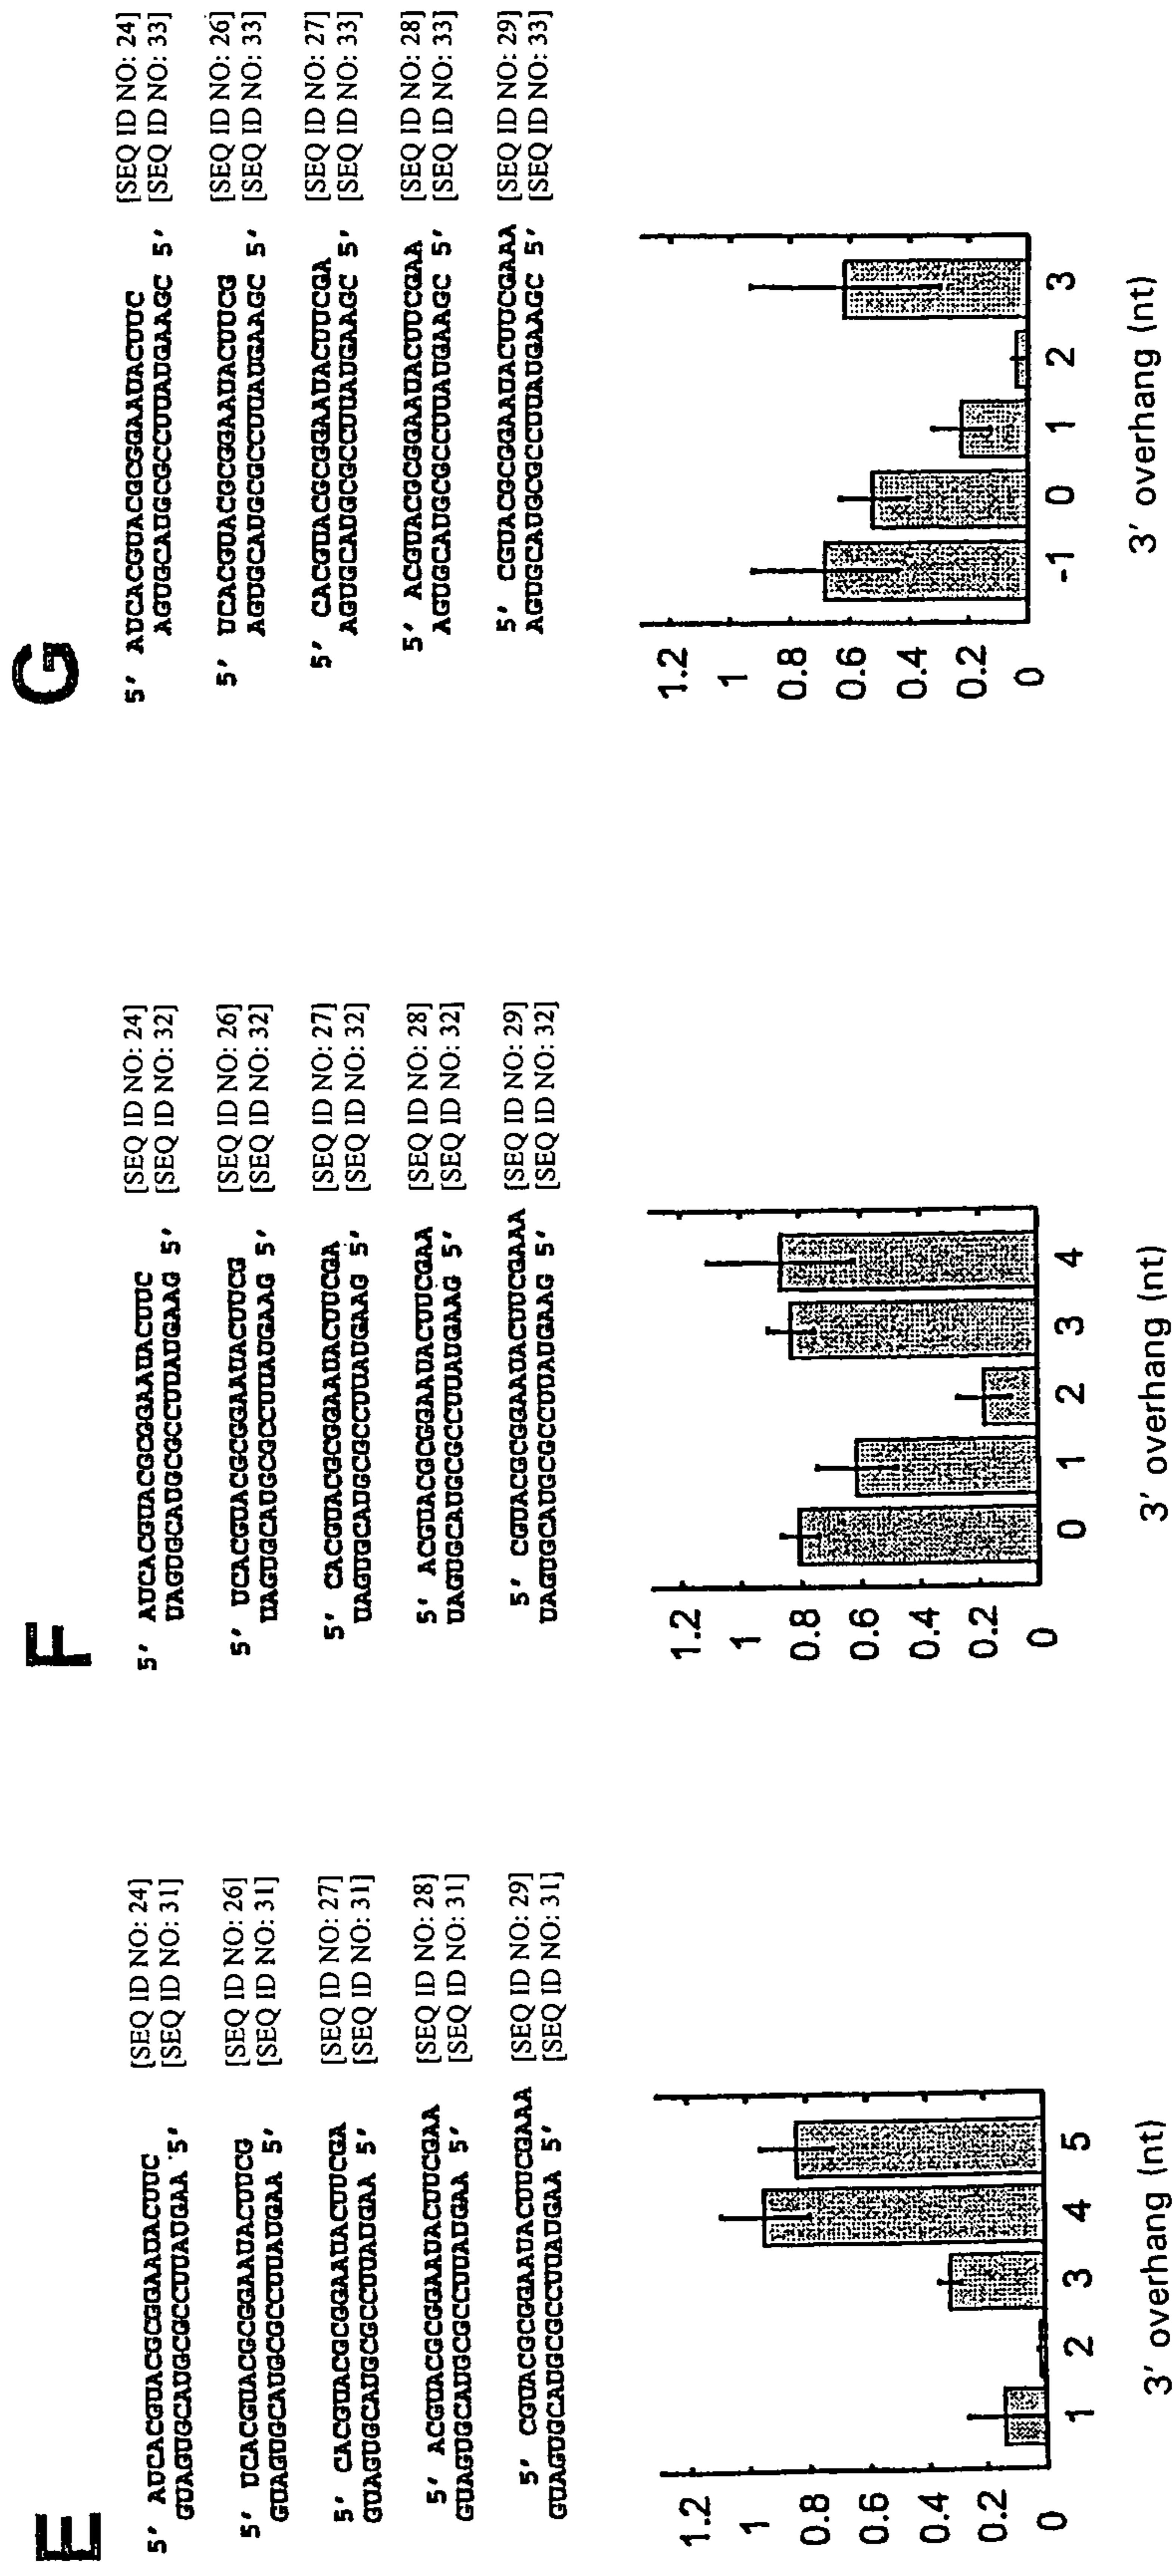 E
5′ AUCACGUACGCGGAAUACUUC [SEQ ID NO: 24]
GUAGUGCAUGCGCCUUAUGAA 5′ [SEQ ID NO: 31]
5′ UCACGUACGCGGAAUACUUCG [SEQ ID NO: 26]
GUAGUGCAUGCGCCUUAUGAA 5′ [SEQ ID NO: 31]
5′ CACGUACGCGGAAUACUUCGA [SEQ ID NO: 27]
GUAGUGCAUGCGCCUUAUGAA 5′ [SEQ ID NO: 31]
5′ ACGUACGCGGAAUACUUCGAA [SEQ ID NO: 28]
GUAGUGCAUGCGCCUUAUGAA 5′ [SEQ ID NO: 31]
5′ CGUACGCGGAAUACUUCGAAA [SEQ ID NO: 29]
GUAGUGCAUGCGCCUUAUGAA 5′ [SEQ ID NO: 31]
1.2
1
0.8
0.6
0.4
0.2
0
1 2 3 4 5
3′ overhang (nt)
F
5′ AUCACGUACGCGGAAUACUUC [SEQ ID NO: 24]
UAGUGCAUGCGCCUUAUGAAG 5′ [SEQ ID NO: 32]
5′ UCACGUACGCGGAAUACUUCG [SEQ ID NO: 26]
UAGUGCAUGCGCCUUAUGAAG 5′ [SEQ ID NO: 32]
5′ CACGUACGCGGAAUACUUCGA [SEQ ID NO: 27]
UAGUGCAUGCGCCUUAUGAAG 5′ [SEQ ID NO: 32]
5′ ACGUACGCGGAAUACUUCGAA [SEQ ID NO: 28]
UAGUGCAUGCGCCUUAUGAAG 5′ [SEQ ID NO: 32]
5′ CGUACGCGGAAUACUUCGAAA [SEQ ID NO: 29]
UAGUGCAUGCGCCUUAUGAAG 5′ [SEQ ID NO: 32]
1.2
1
0.8
0.6
0.4
0.2
0
0 1 2 3 4
3′ overhang (nt)
G
5′ AUCACGUACGCGGAAUACUUC [SEQ ID NO: 24]
AGUGCAUGCGCCUUAUGAAGC 5′ [SEQ ID NO: 33]
5′ UCACGUACGCGGAAUACUUCG [SEQ ID NO: 26]
AGUGCAUGCGCCUUAUGAAGC 5′ [SEQ ID NO: 33]
5′ CACGUACGCGGAAUACUUCGA [SEQ ID NO: 27]
AGUGCAUGCGCCUUAUGAAGC 5′ [SEQ ID NO: 33]
5′ ACGUACGCGGAAUACUUCGAA [SEQ ID NO: 28]
AGUGCAUGCGCCUUAUGAAGC 5′ [SEQ ID NO: 33]
5′ CGUACGCGGAAUACUUCGAAA [SEQ ID NO: 29]
AGUGCAUGCGCCUUAUGAAGC 5′ [SEQ ID NO: 33]
1.2
1
0.8
0.6
0.4
0.2
0
-1 0 1 2 3
3′ overhang (nt)